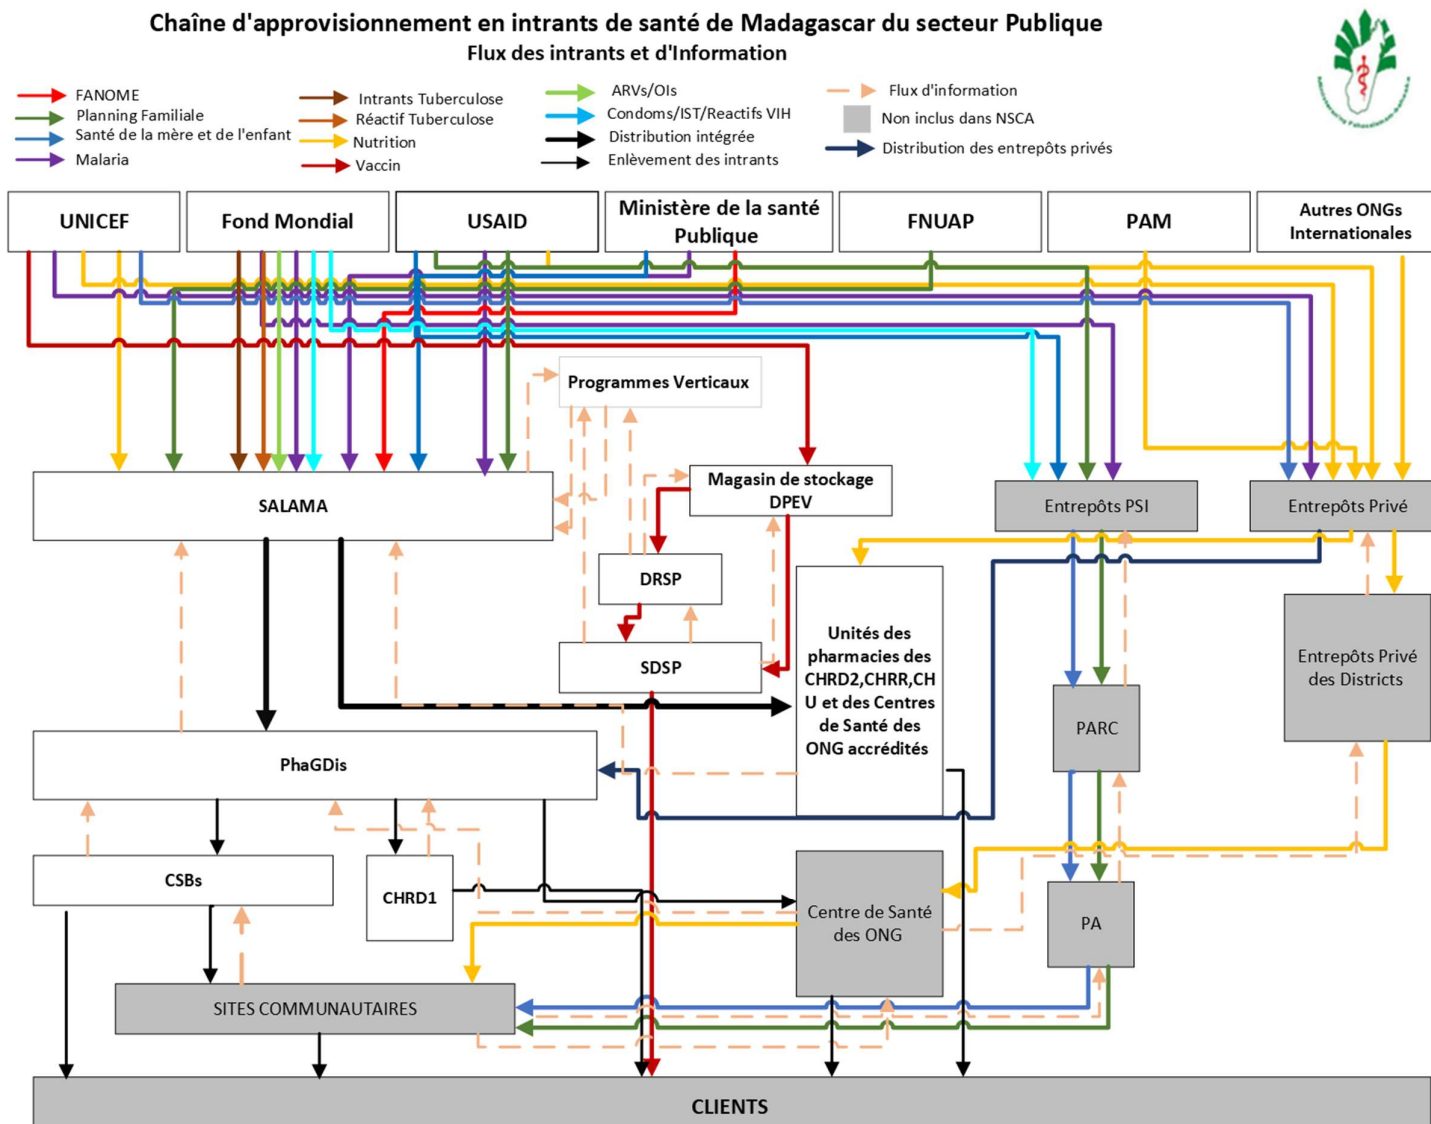 Chaîne d'approvisionnement en intrants de santé de Madagascar du secteur Publique
Flux des intrants et d'Information
FANOME
Planning Familiale
Santé de la mère et de l'enfant
Malaria
Intrants Tuberculose
Réactif Tuberculose
Nutrition
Vaccin
ARVs/OIs
Condoms/IST/Reactifs VIH
Distribution intégrée
Enlèvement des intrants
Flux d'information
Non inclus dans NSCA
Distribution des entrepôts privés
UNICEF
Fond Mondial
USAID
Ministère de la santé
Publique
FNUAP
PAM
Autres ONGs
Internationales
Programmes Verticaux
SALAMA
Magasin de stockage
DPEV
Entrepôts PSI
Entrepôts Privé
DRSP
SDSP
Unités des
pharmacies des
CHRD2,CHRR,CH
U et des Centres
de Santé des
ONG accrédités
Entrepôts Privé
des Districts
PARC
PhaGDis
CSBs
CHRD1
Centre de Santé
des ONG
PA
SITES COMMUNAUTAIRES
CLIENTS